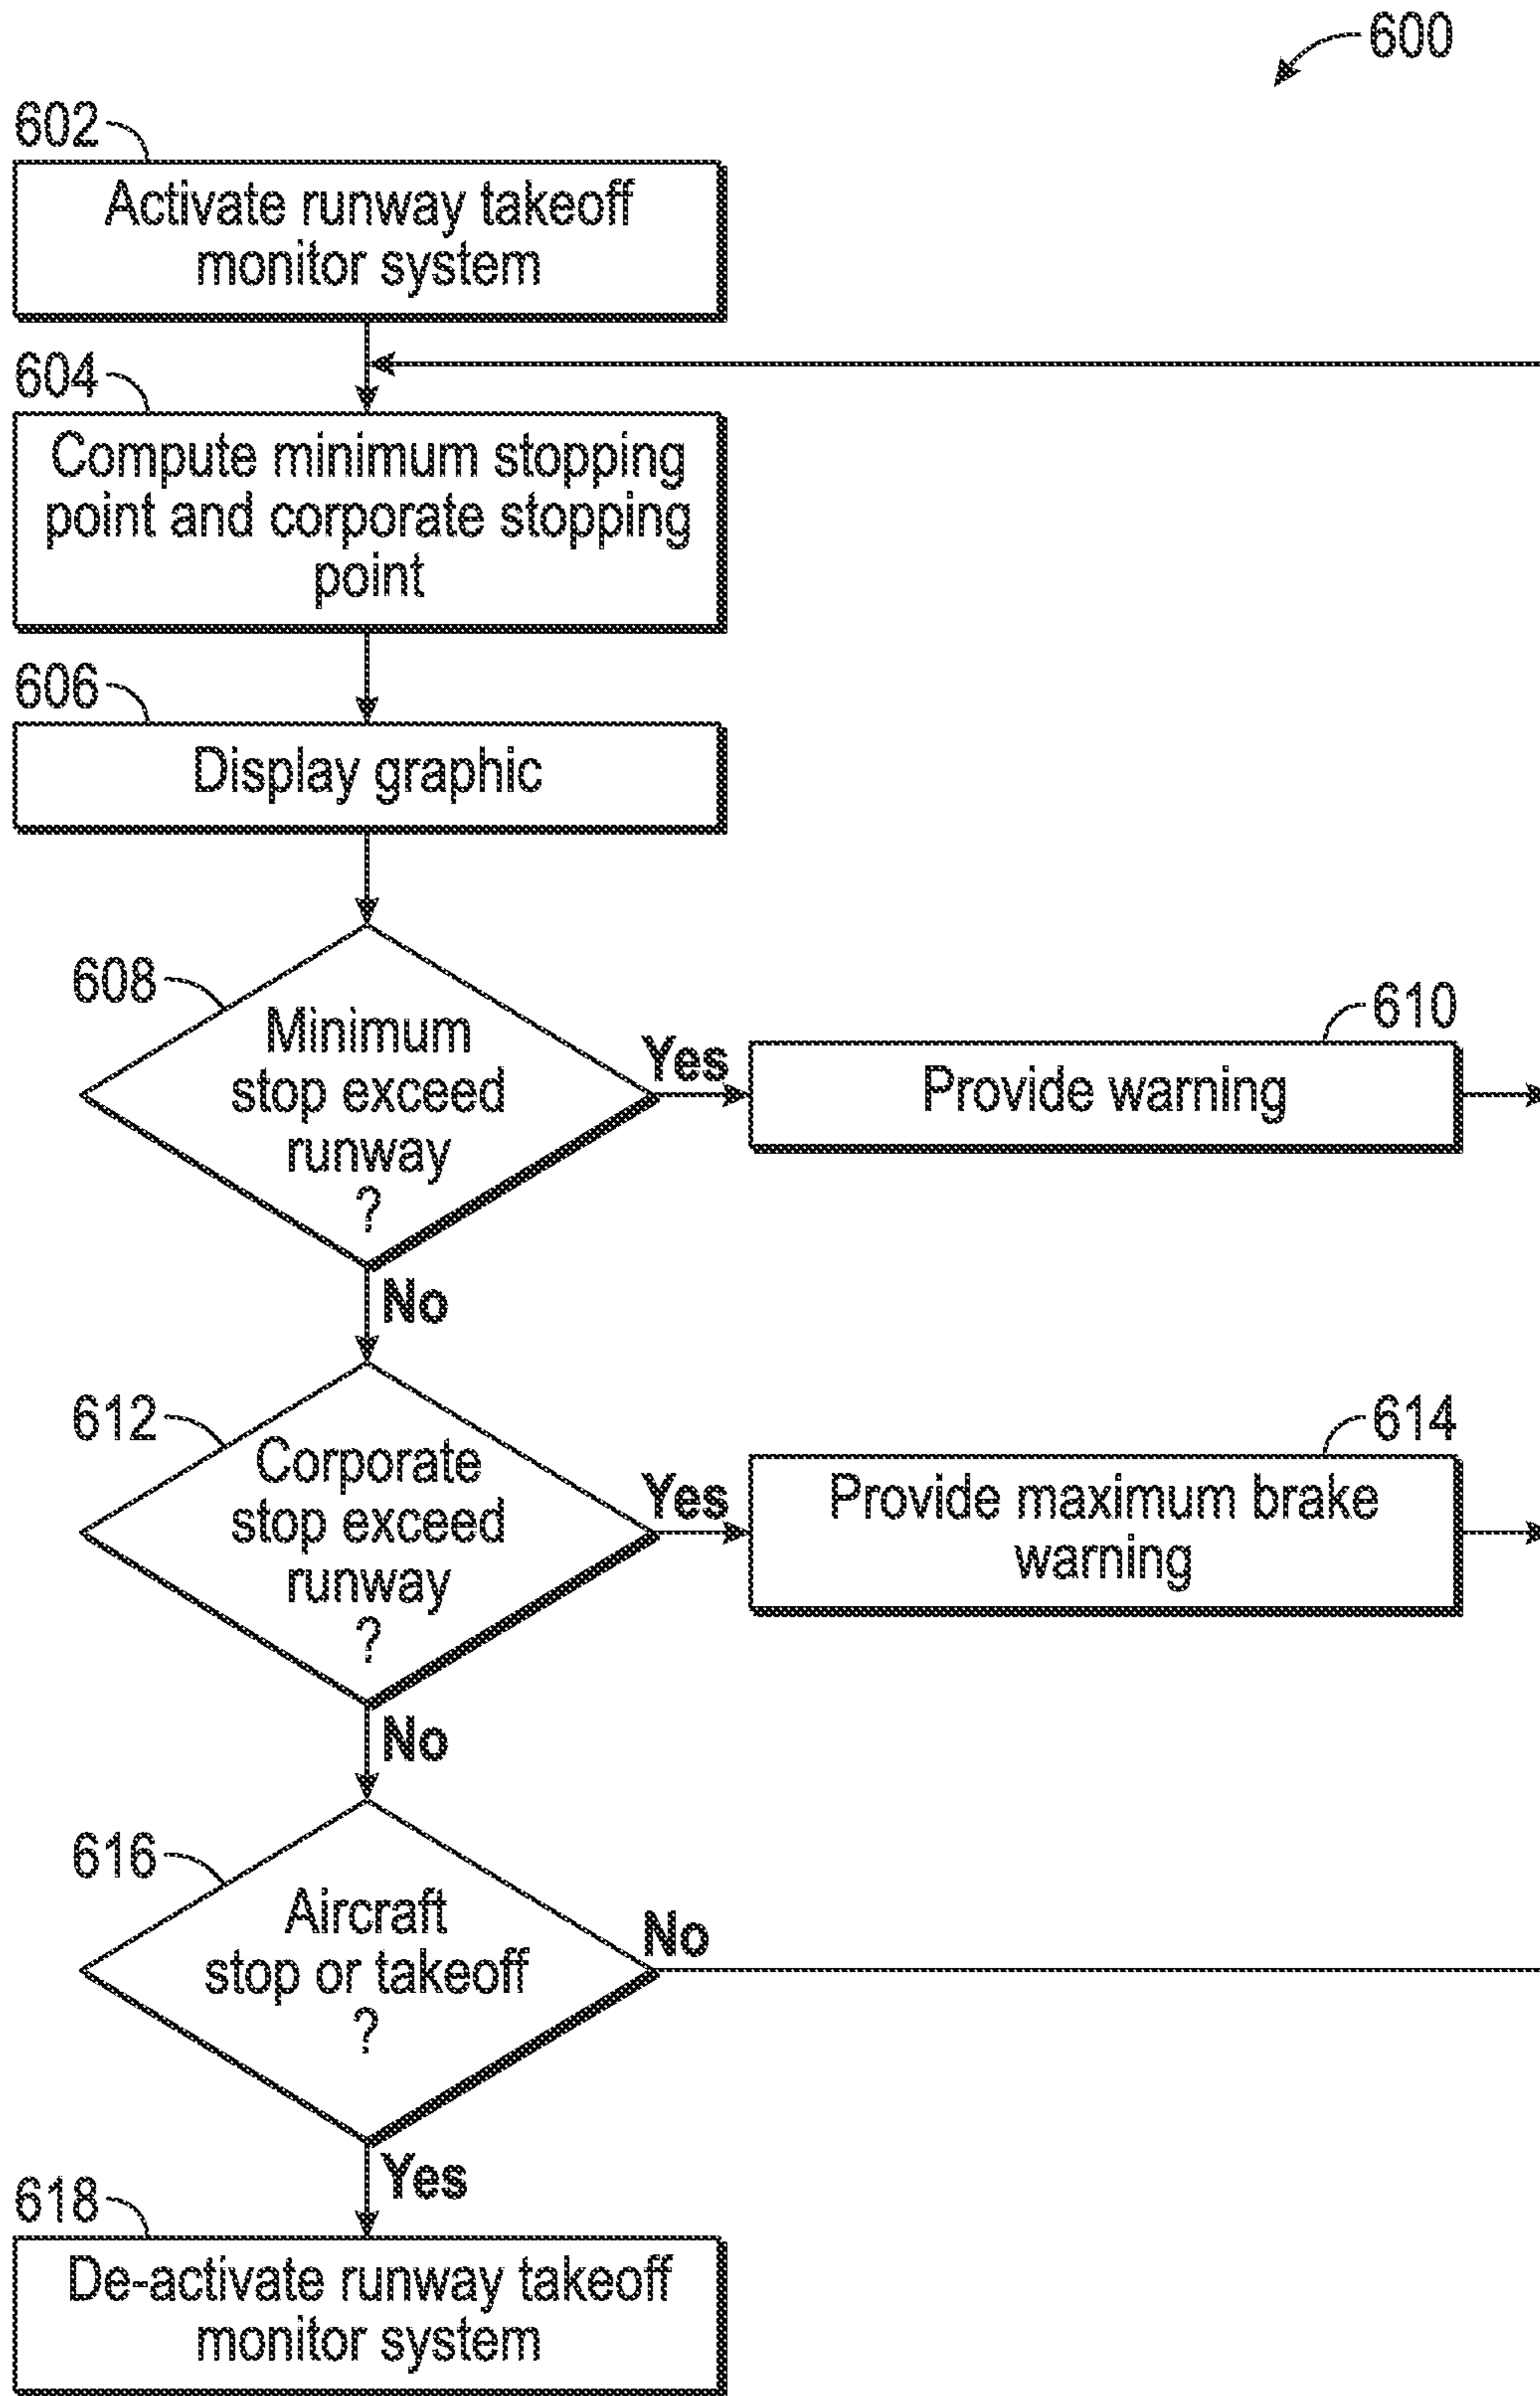 600
602
Activate runway takeoff
monitor system
604
Compute minimum stopping
point and corporate stopping
point
606
Display graphic
608
Minimum
stop exceed
runway
?
Yes
610
Provide warning
No
612
Corporate
stop exceed
runway
?
Yes
614
Provide maximum brake
warning
No
616
Aircraft
stop or takeoff
?
No
Yes
618
De-activate runway takeoff
monitor system